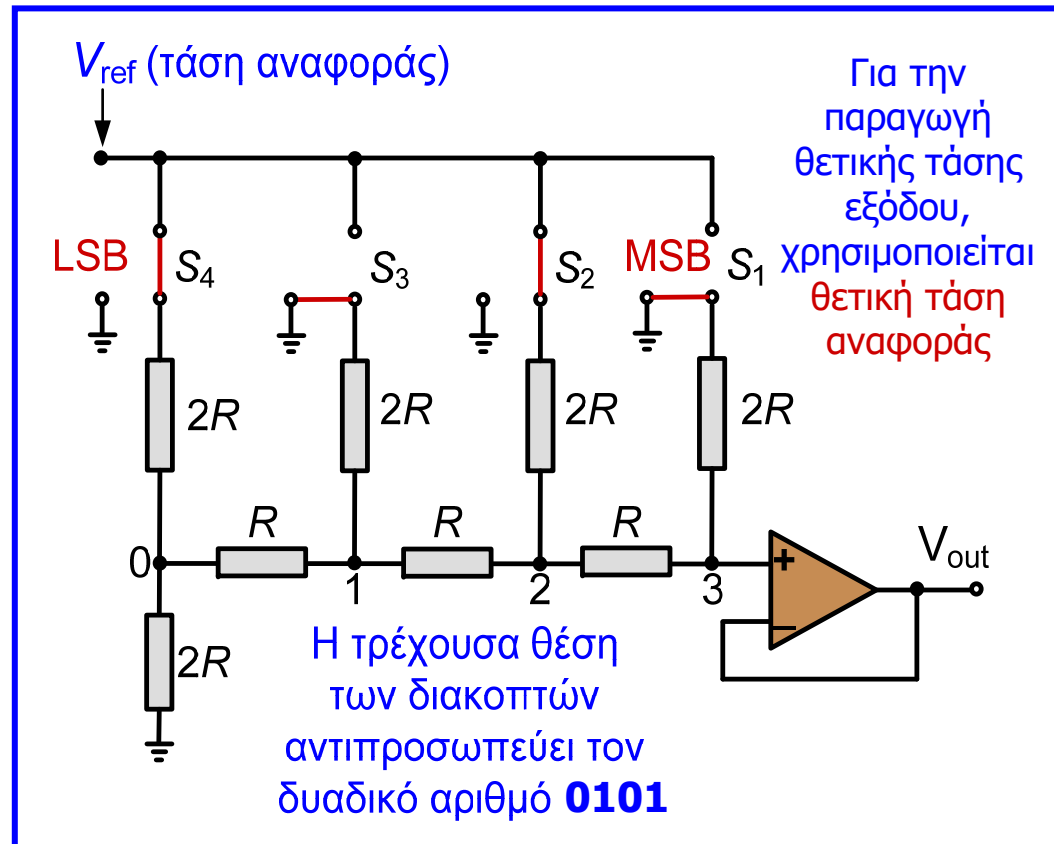 Vref (τάση αναφοράς)
Για την
παραγωγή
θετικής τάσης
εξόδου,
χρησιμοποιείται
θετική τάση
αναφοράς
LSB S4 S3 S2 MSB S1
2R 2R 2R 2R
R R R
0 1 2 3
+
−
Vout
2R
Η τρέχουσα θέση
των διακοπτών
αντιπροσωπεύει τον
δυαδικό αριθμό 0101